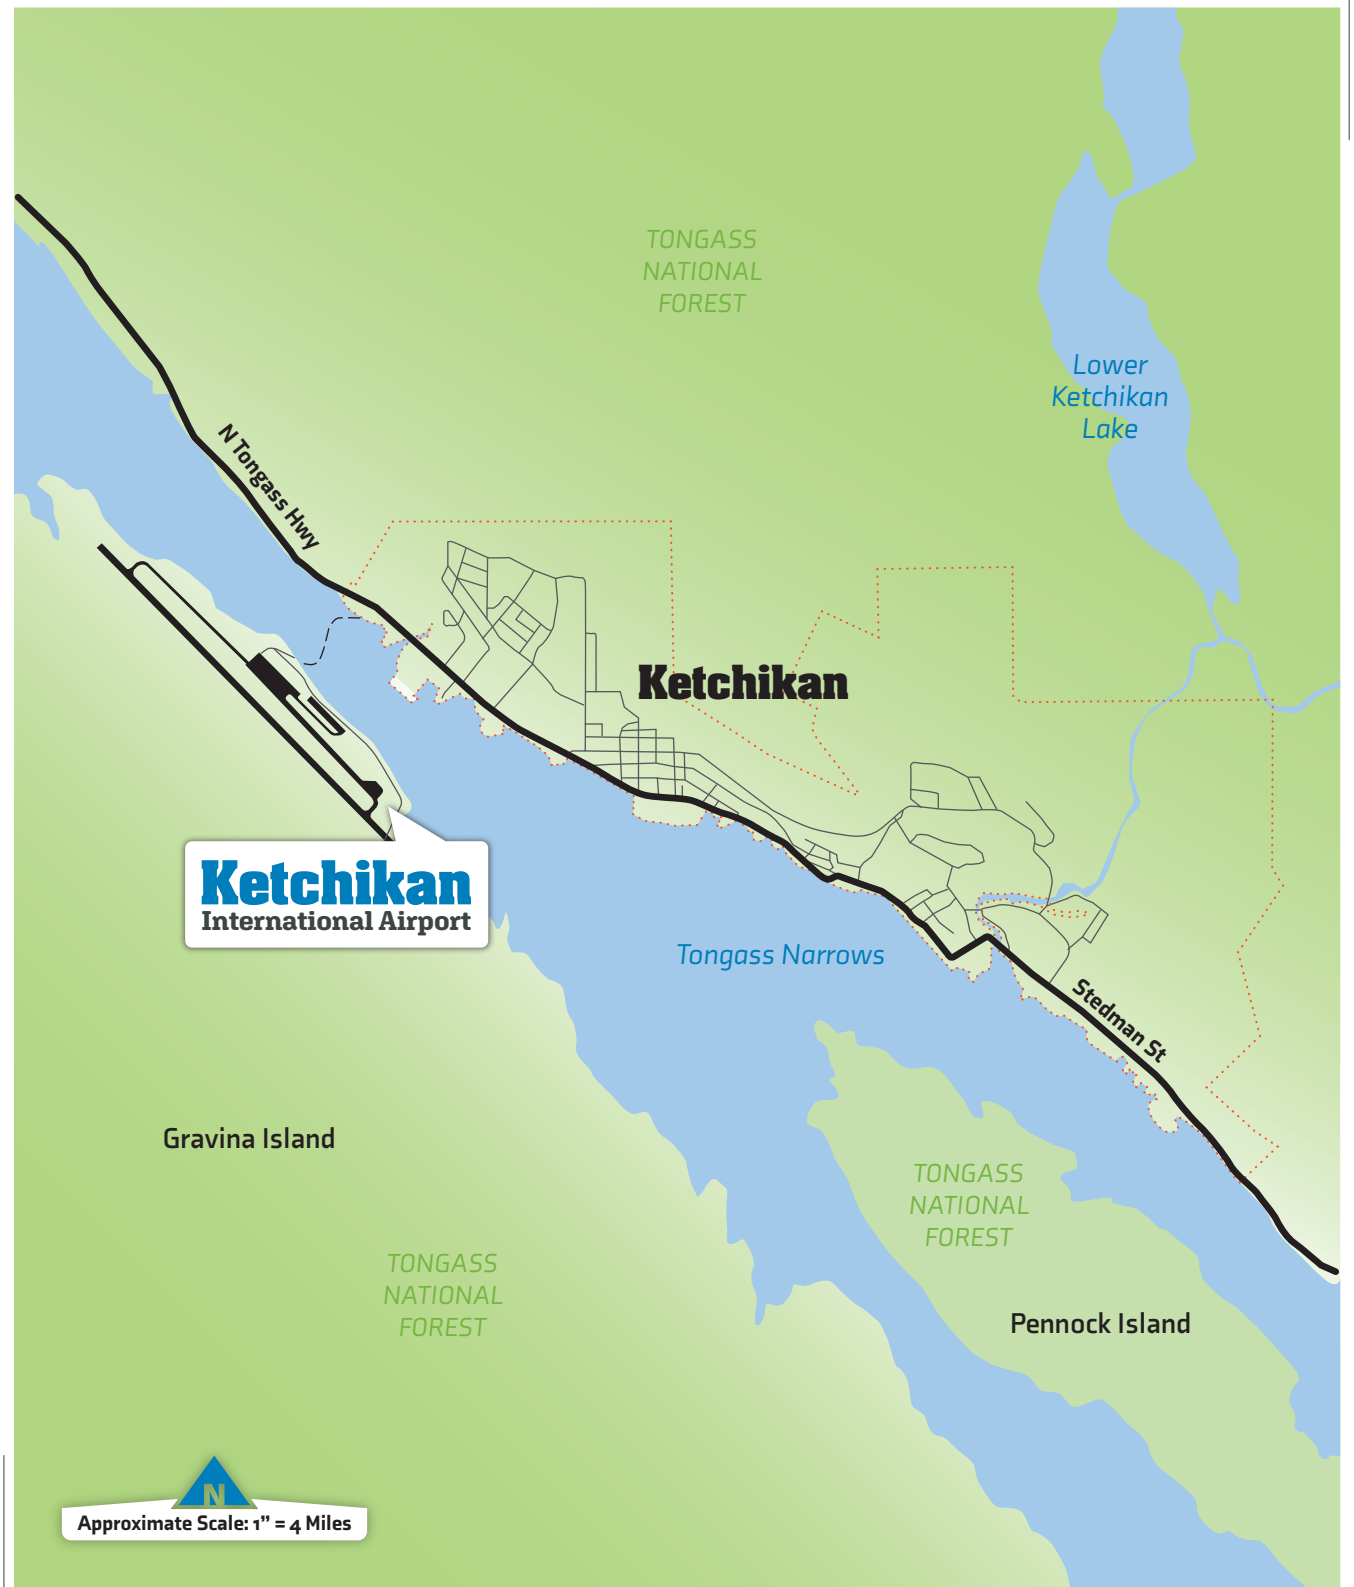 TONGASS
NATIONAL
FOREST
Lower
Ketchikan
Lake
N Tongass Hwy
Ketchikan
Ketchikan
International Airport
Tongass Narrows
Stedman St
Gravina Island
TONGASS
NATIONAL
FOREST
TONGASS
NATIONAL
FOREST
Pennock Island
N
Approximate Scale: 1” = 4 Miles